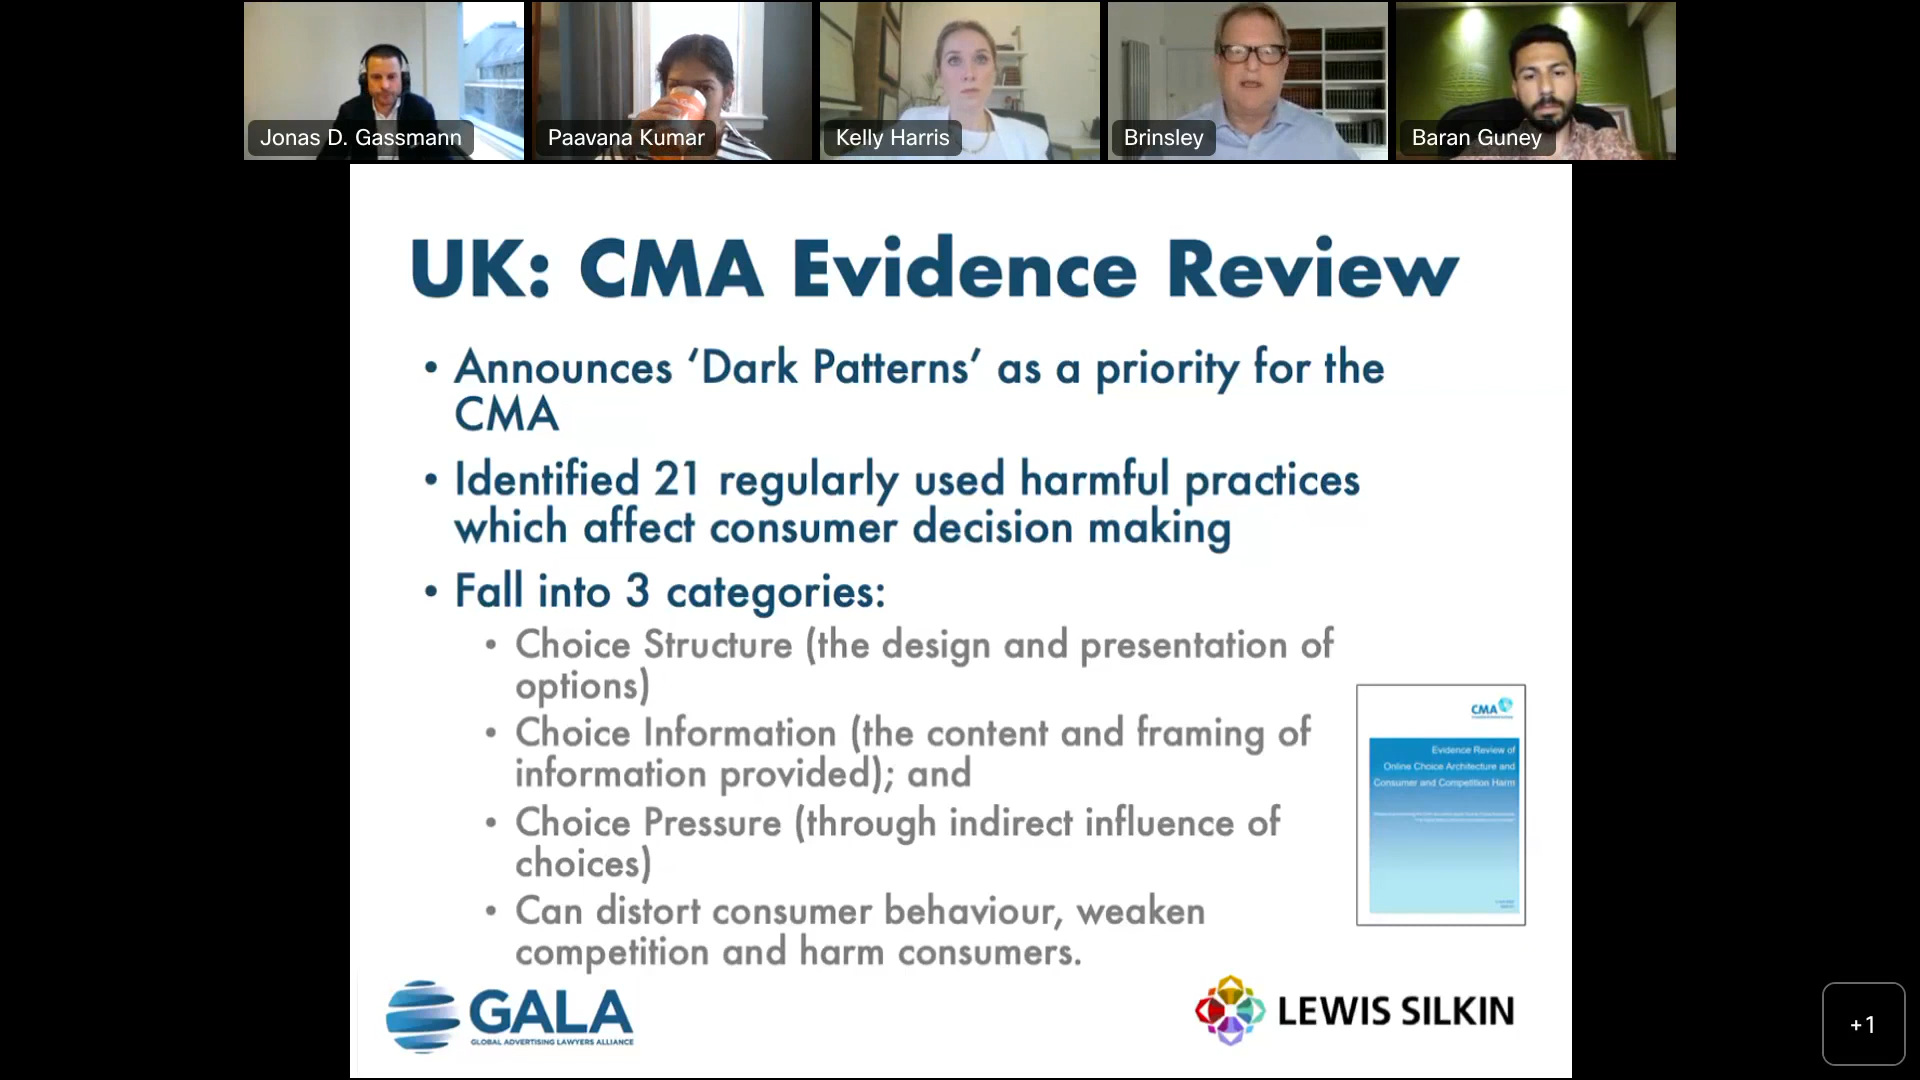 Jonas D. Gassmann
Paavana Kumar
Kelly Harris
Brinsley
Baran Guney
UK: CMA Evidence Review
• Announces ‘Dark Patterns’ as a priority for the
CMA
• Identified 21 regularly used harmful practices
which affect consumer decision making
• Fall into 3 categories:
• Choice Structure (the design and presentation of
options)
• Choice Information (the content and framing of
information provided); and
• Choice Pressure (through indirect influence of
choices)
• Can distort consumer behaviour, weaken
competition and harm consumers.
CMA
Evidence Review of
Online Choice Architecture and
Consumer and Competition Harm
GALA
GLOBAL ADVERTISING LAWYERS ALLIANCE
LEWIS SILKIN
+1